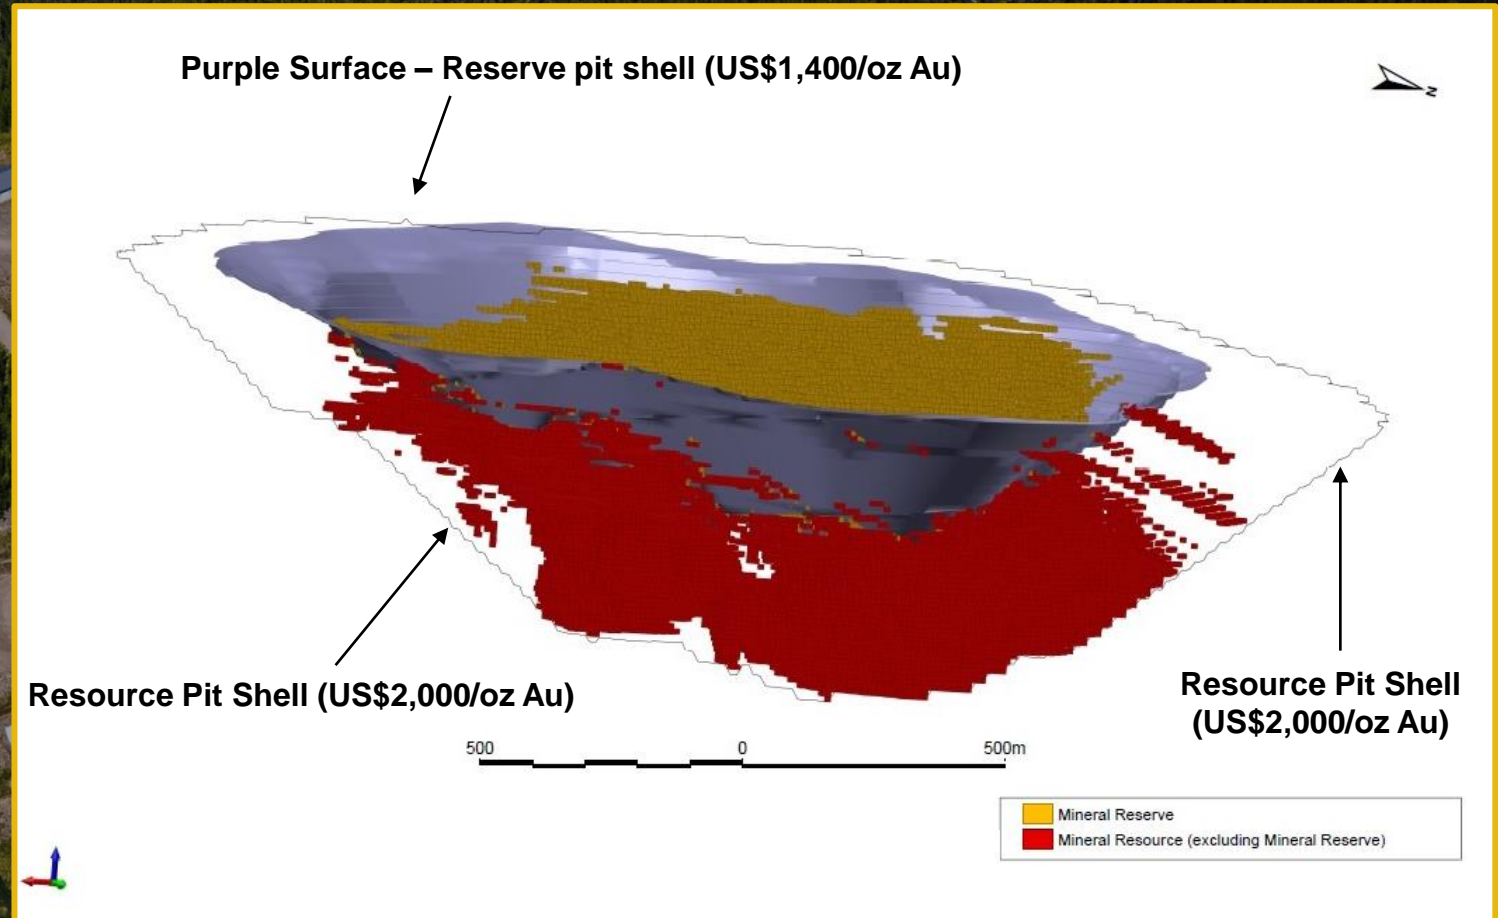 Purple Surface – Reserve pit shell (US$1,400/oz Au)
N
Resource Pit Shell (US$2,000/oz Au)
Resource Pit Shell
(US$2,000/oz Au)
500 0 500m
Mineral Reserve
Mineral Resource (excluding Mineral Reserve)